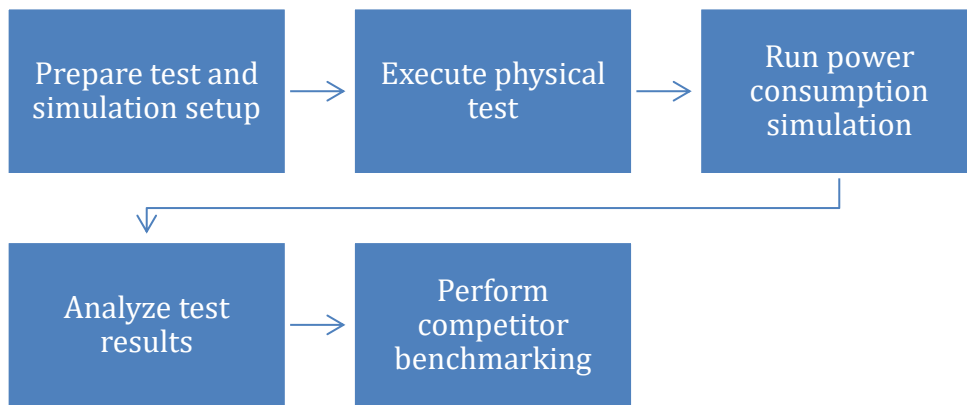 Prepare test and
simulation setup
Execute physical
test
Run power
consumption
simulation
Analyze test
results
Perform
competitor
benchmarking